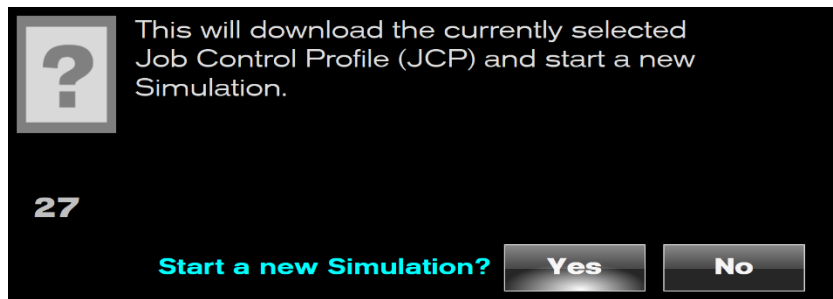 ?
This will download the currently selected
Job Control Profile (JCP) and start a new
Simulation.
27
Start a new Simulation? Yes No